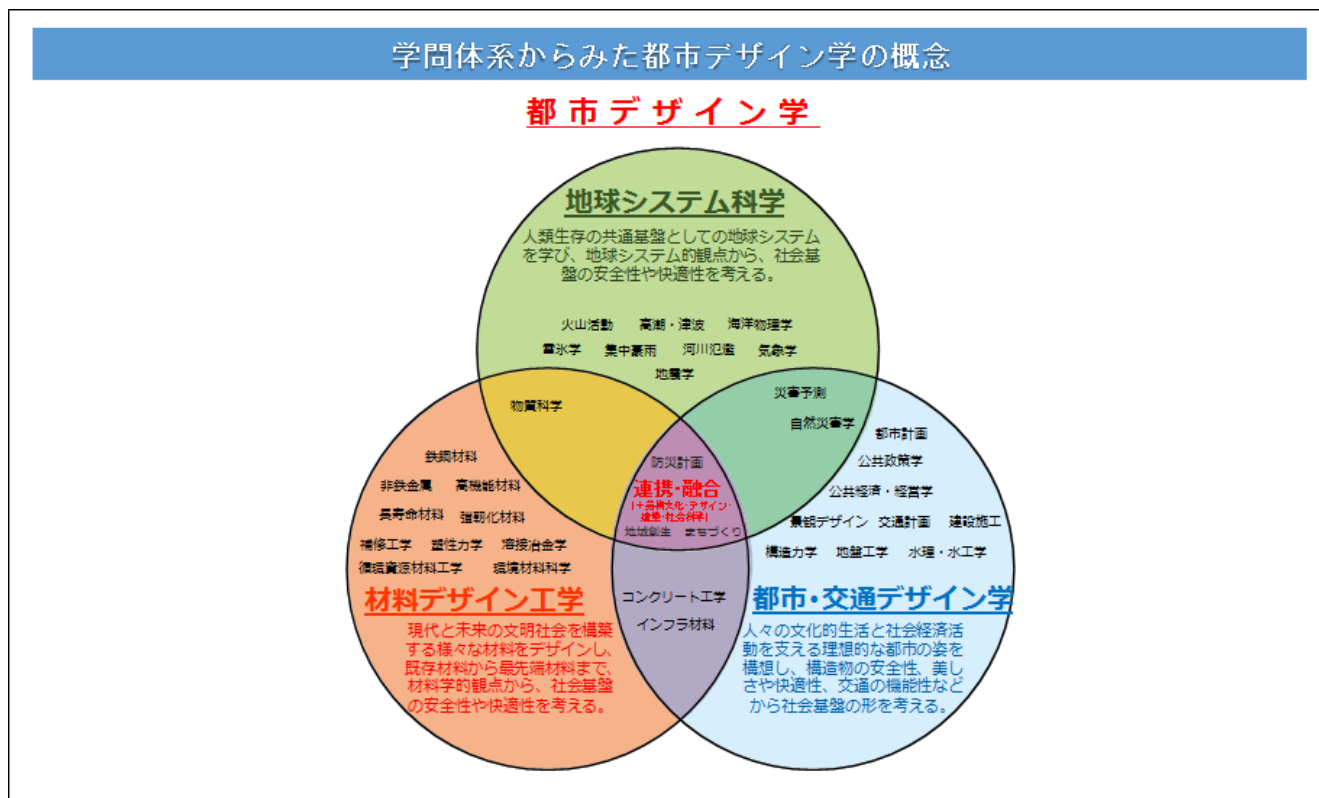 学問体系からみた都市デザイン学の概念
都市デザイン学
地球システム科学
人類生存の共通基盤としての地球システム
を学び、地球システム的観点から、社会基
盤の安全性や快適性を考える。
火山活動 高潮・津波 海洋物理学
雪氷学 集中豪雨 河川氾濫 気象学
地震学
物質科学
災害予測
自然災害学
防災計画
連携・融合
(+芸術文化・デザイン・
建築・社会科学)
地域創生 まちづくり
鉄鋼材料
非鉄金属 高機能材料
長寿命材料 強靭化材料
補修工学 塑性力学 溶接冶金学
循環資源材料工学 環境材料科学
材料デザイン工学
現代と未来の文明社会を構築
する様々な材料をデザインし、
既存材料から最先端材料まで、
材料学的観点から、社会基盤
の安全性や快適性を考える。
コンクリート工学
インフラ材料
都市計画
公共政策学
公共経済・経営学
景観デザイン 交通計画 建設施工
構造力学 地盤工学 水理・水工学
都市・交通デザイン学
人々の文化的生活と社会経済活
動を支える理想的な都市の姿を
構想し、構造物の安全性、美し
さや快適性、交通の機能性など
から社会基盤の形を考える。